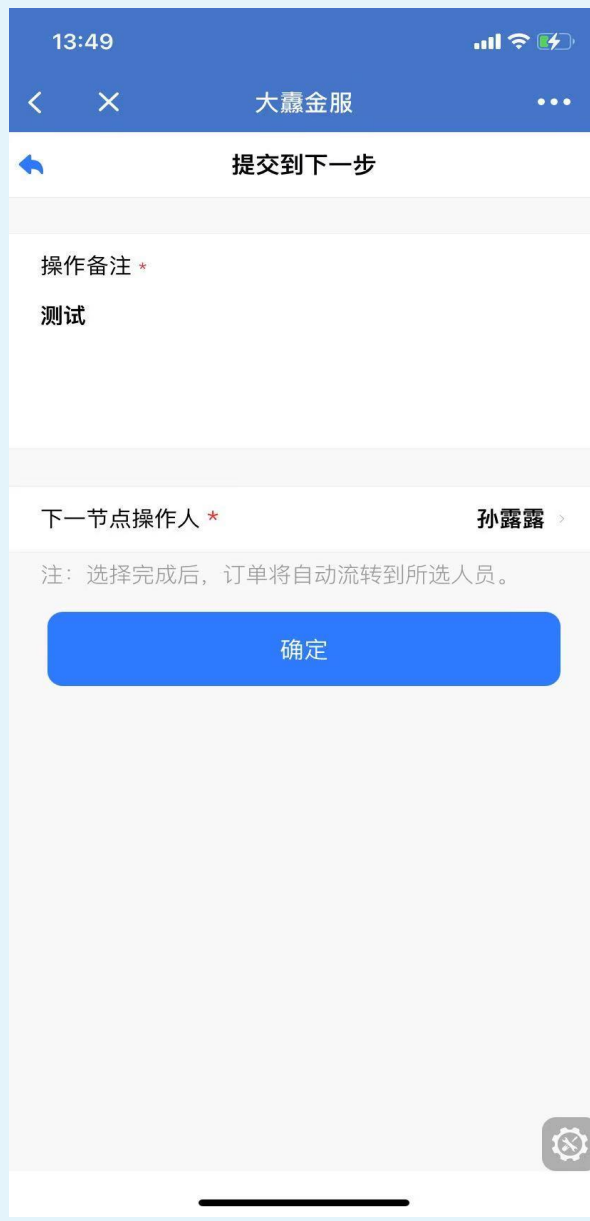 13:49
大纛金服
提交到下一步
操作备注 *
测试
下一节点操作人 * 孙露露
注：选择完成后，订单将自动流转到所选人员。
确定